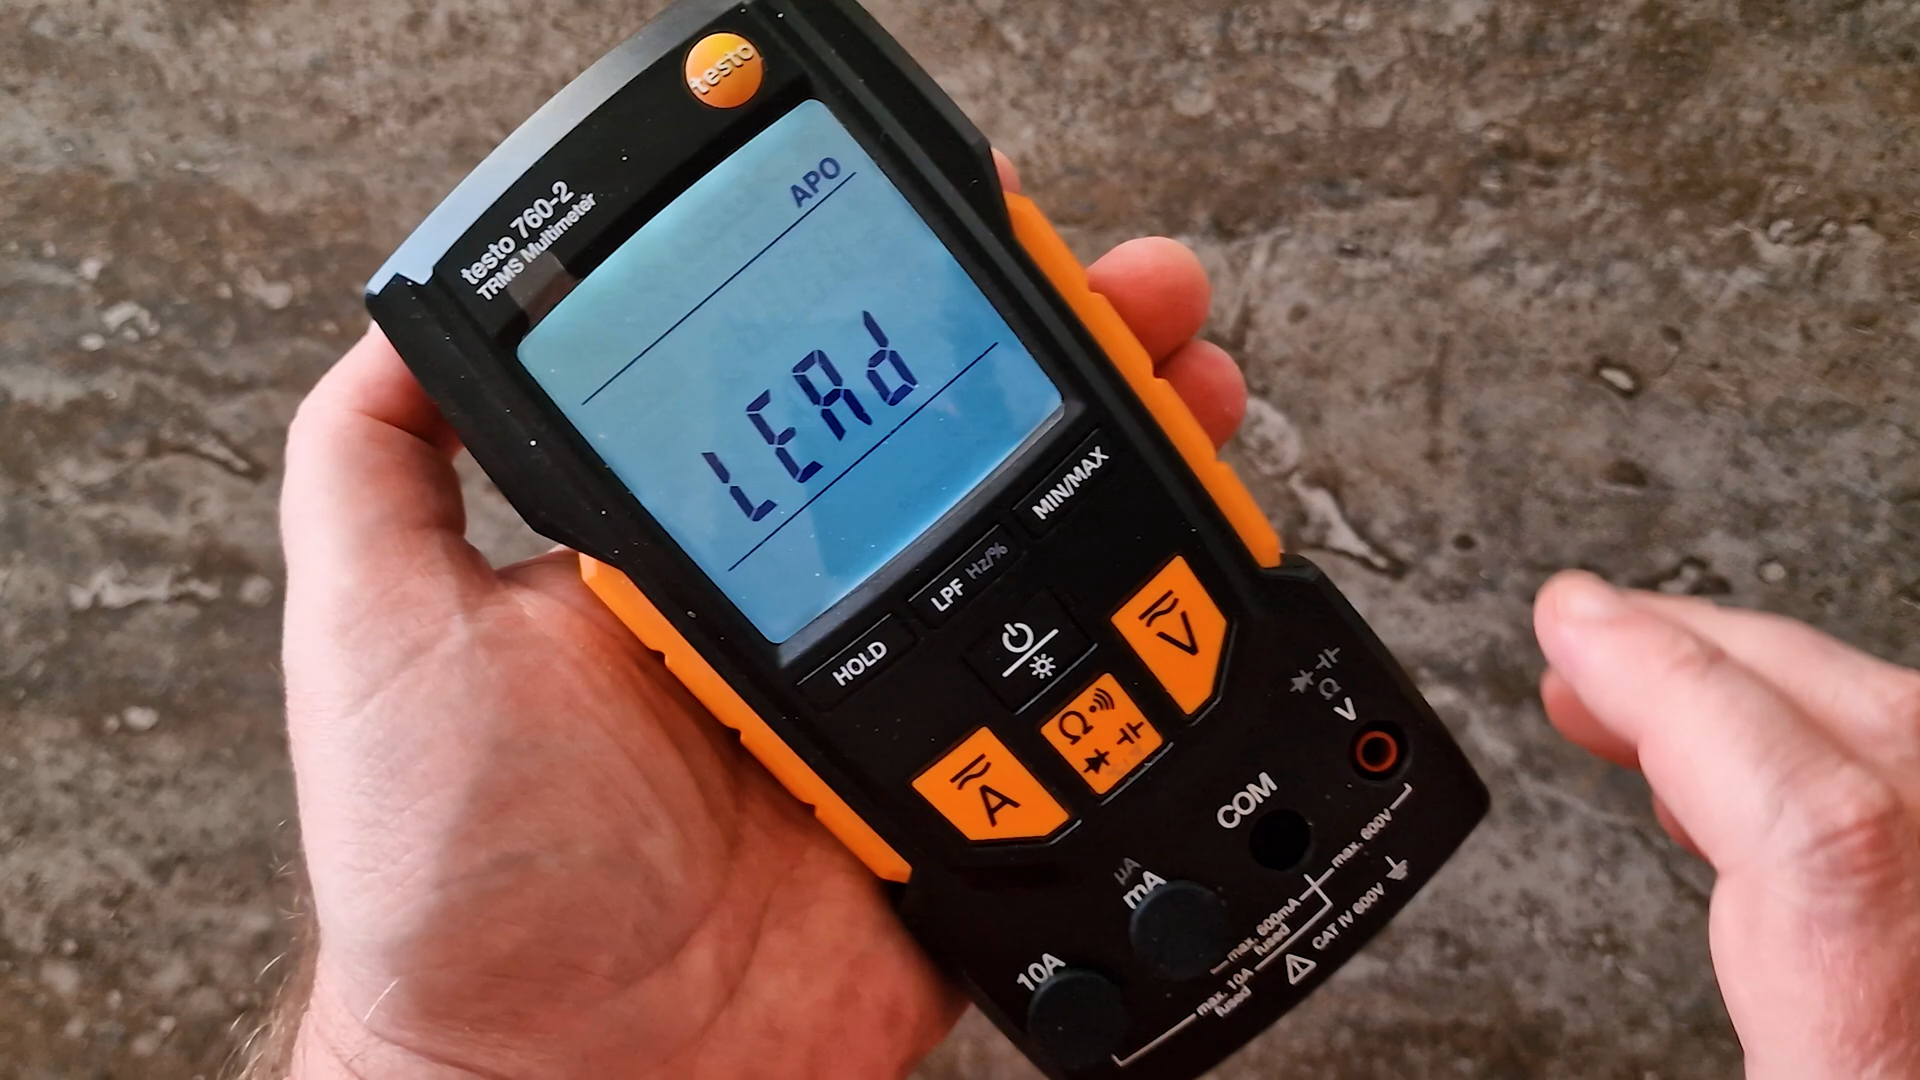 testo
testo 760-2
TRMS Multimeter
APO
LEAd
HOLD
LPF Hz/%
MIN/MAX
V
Ω
A
Ω
V
COM
µA
mA
10A
max. 600V
max. 600mA
fused
max. 10A
fused
CAT IV 600V